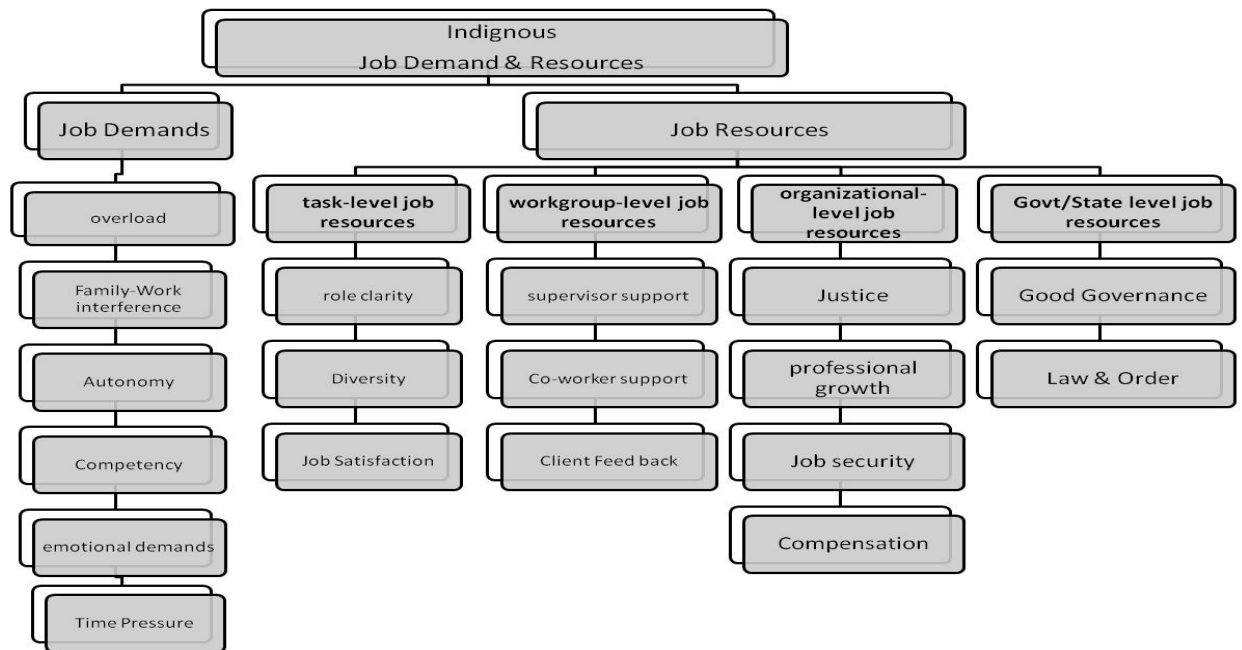 Indignous
Job Demand & Resources
Job Demands
Job Resources
overload
Family-Work
interference
Autonomy
Competency
emotional demands
Time Pressure
task-level job
resources
role clarity
Diversity
Job Satisfaction
workgroup-level job
resources
supervisor support
Co-worker support
Client Feed back
organizational-
level job
resources
Justice
professional
growth
Job security
Compensation
Govt/State level job
resources
Good Governance
Law & Order